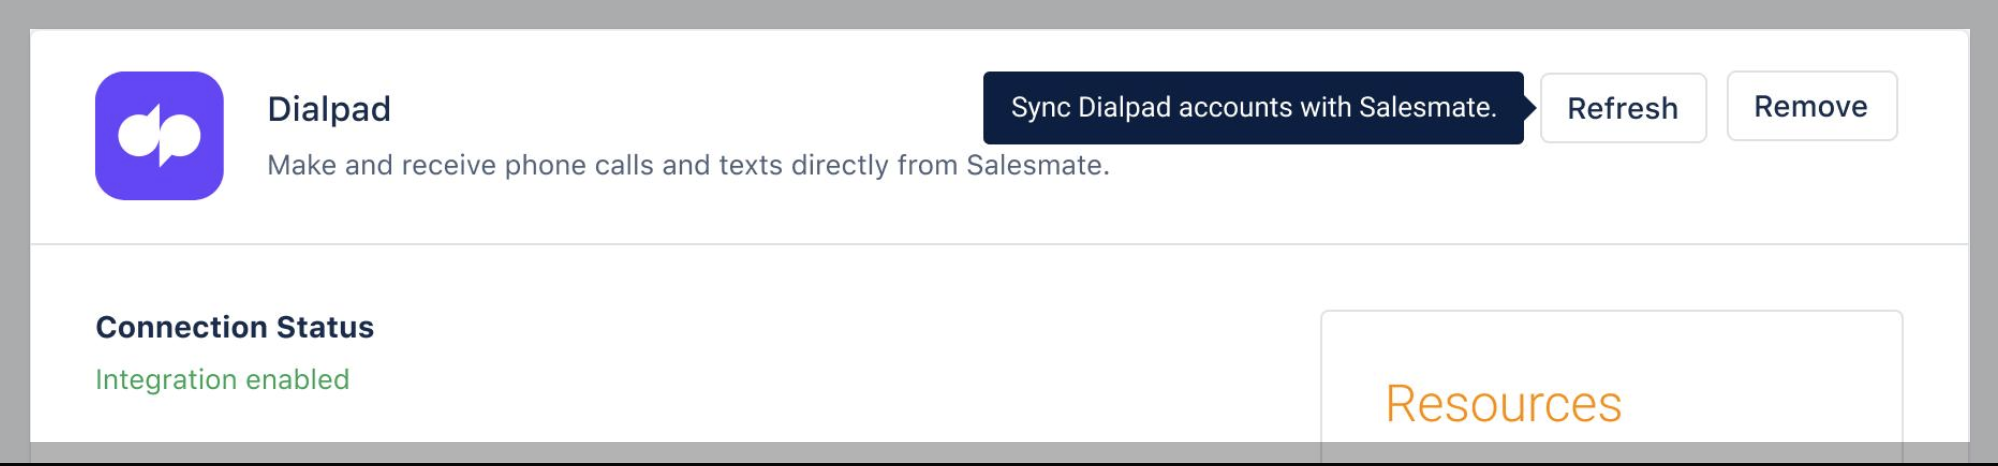 Dialpad
Sync Dialpad accounts with Salesmate.
Refresh
Remove
Make and receive phone calls and texts directly from Salesmate.
Connection Status
Integration enabled
Resources